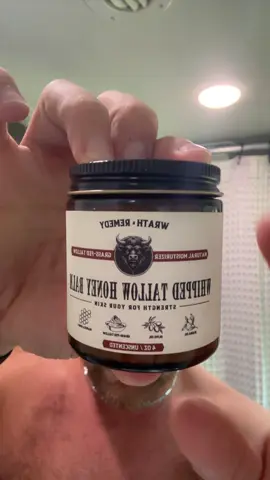 WRATH • REMEDY
NATURAL MOISTURIZER
GRASS-FED TALLOW
WHIPPED TALLOW HONEY BALM
STRENGTH FOR YOUR SKIN
4 OZ / UNSCENTED